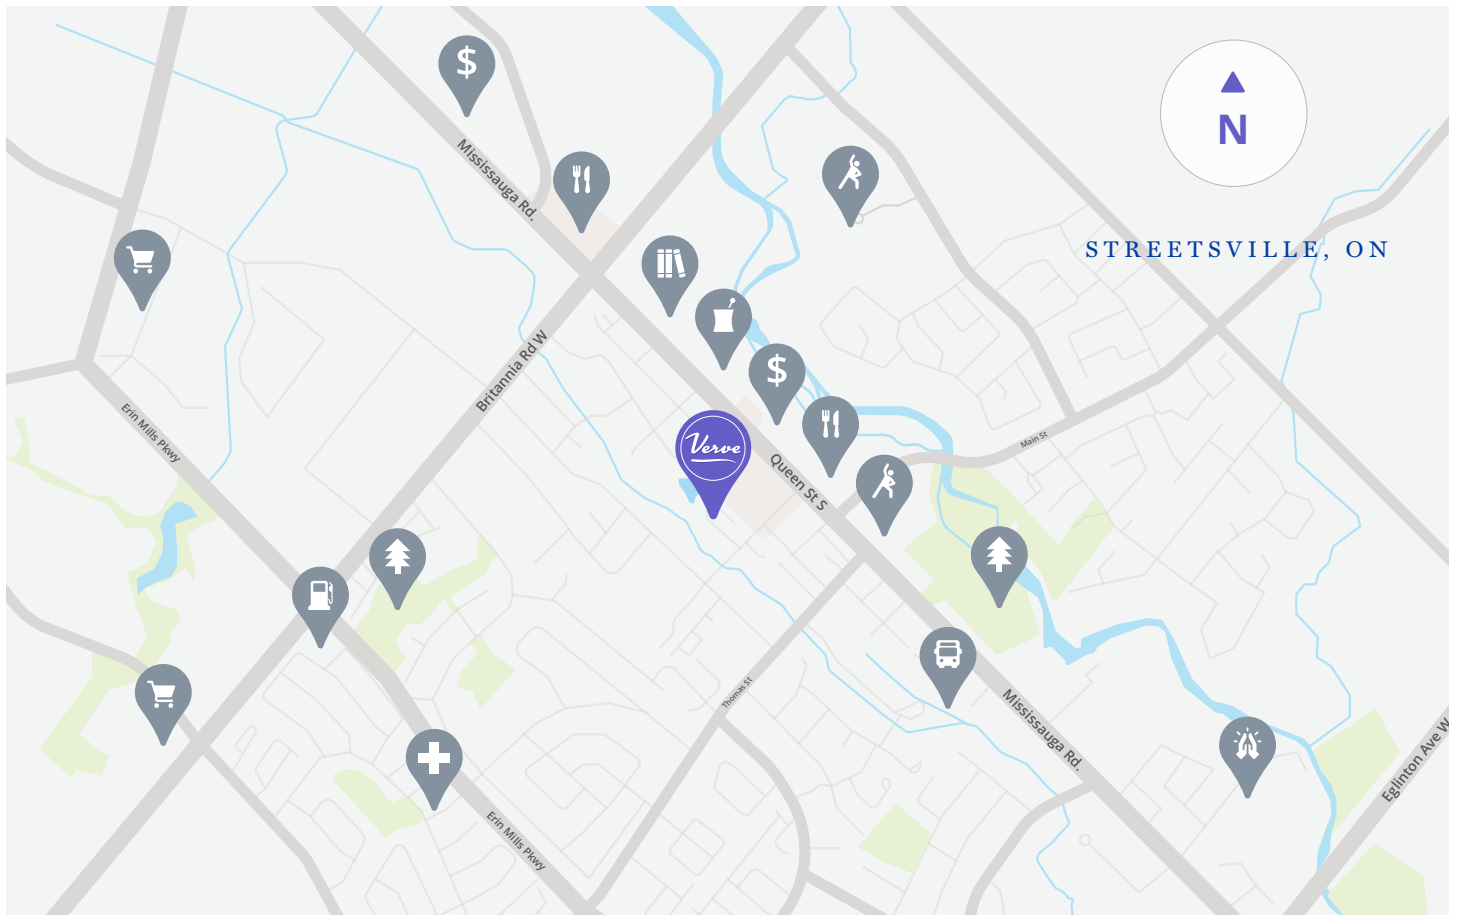 $
N
Mississauga Rd.
STREETSVILLE, ON
Britannia Rd W
$
Erin Mills Pkwy
Verve
Main St
Queen St S
Thomas St
Mississauga Rd.
Eglinton Ave W
Erin Mills Pkwy